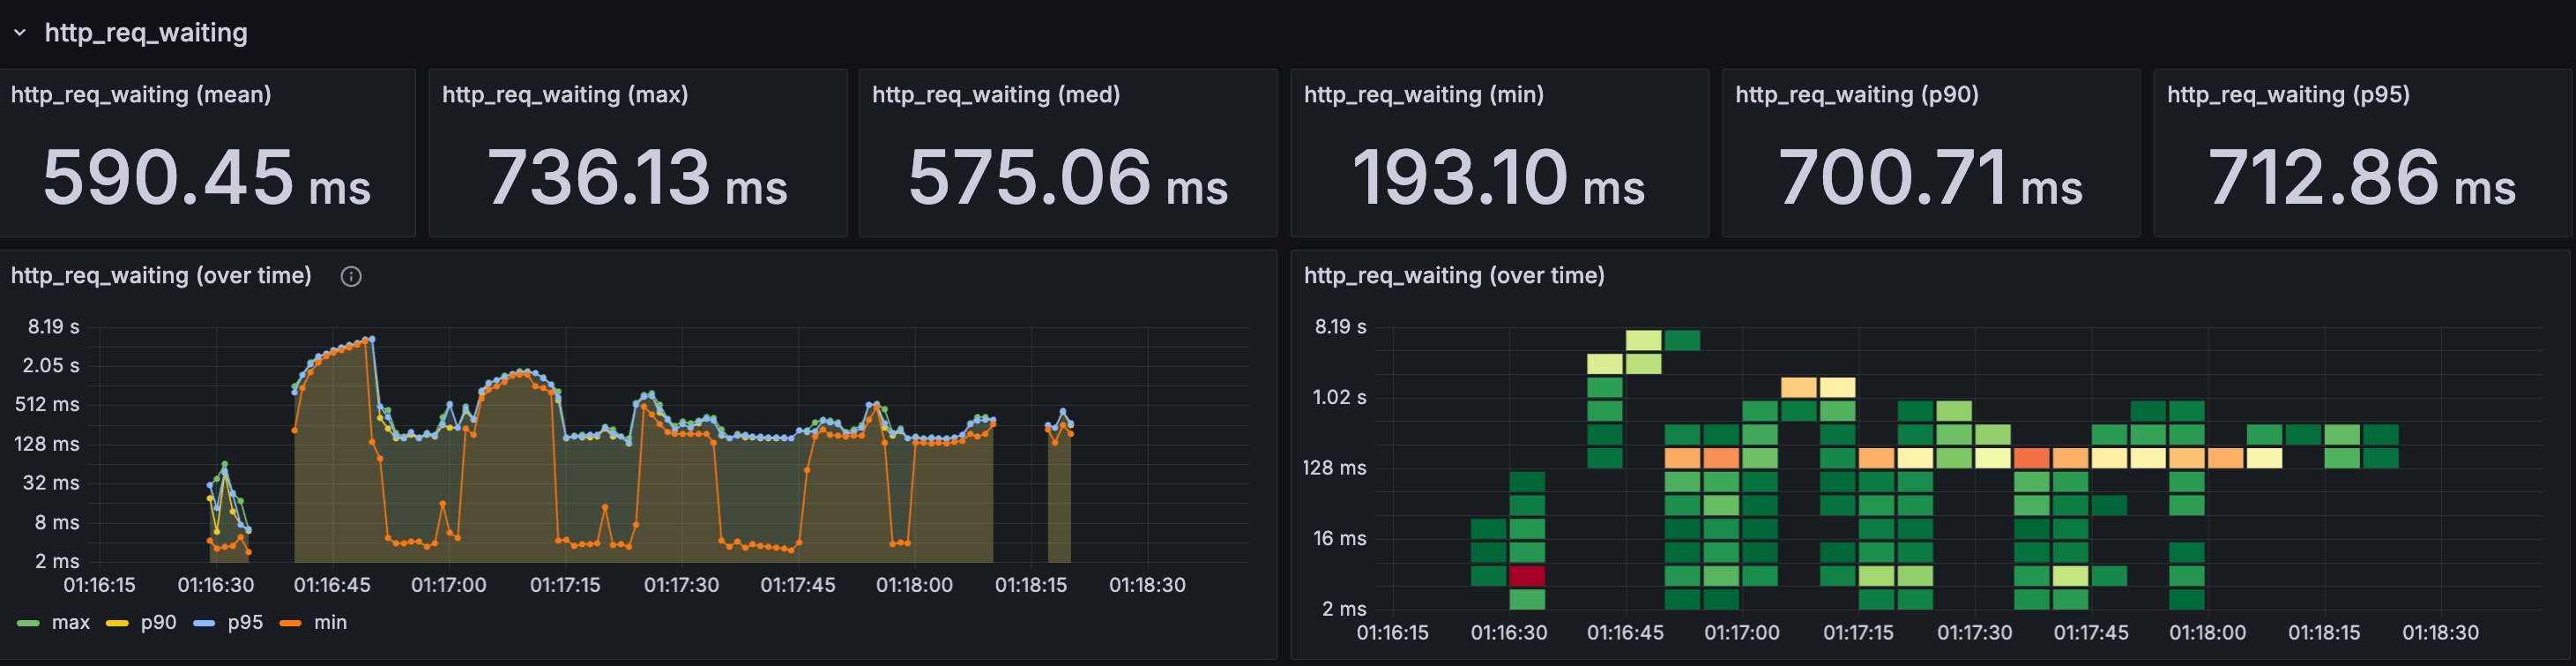 http_req_waiting
http_req_waiting (mean)
590.45 ms
http_req_waiting (max)
736.13 ms
http_req_waiting (med)
575.06 ms
http_req_waiting (min)
193.10 ms
http_req_waiting (p90)
700.71 ms
http_req_waiting (p95)
712.86 ms
http_req_waiting (over time)
8.19 s
2.05 s
512 ms
128 ms
32 ms
8 ms
2 ms
01:16:15 01:16:30 01:16:45 01:17:00 01:17:15 01:17:30 01:17:45 01:18:00 01:18:15 01:18:30
max p90 p95 min
http_req_waiting (over time)
8.19 s
1.02 s
128 ms
16 ms
2 ms
01:16:15 01:16:30 01:16:45 01:17:00 01:17:15 01:17:30 01:17:45 01:18:00 01:18:15 01:18:30